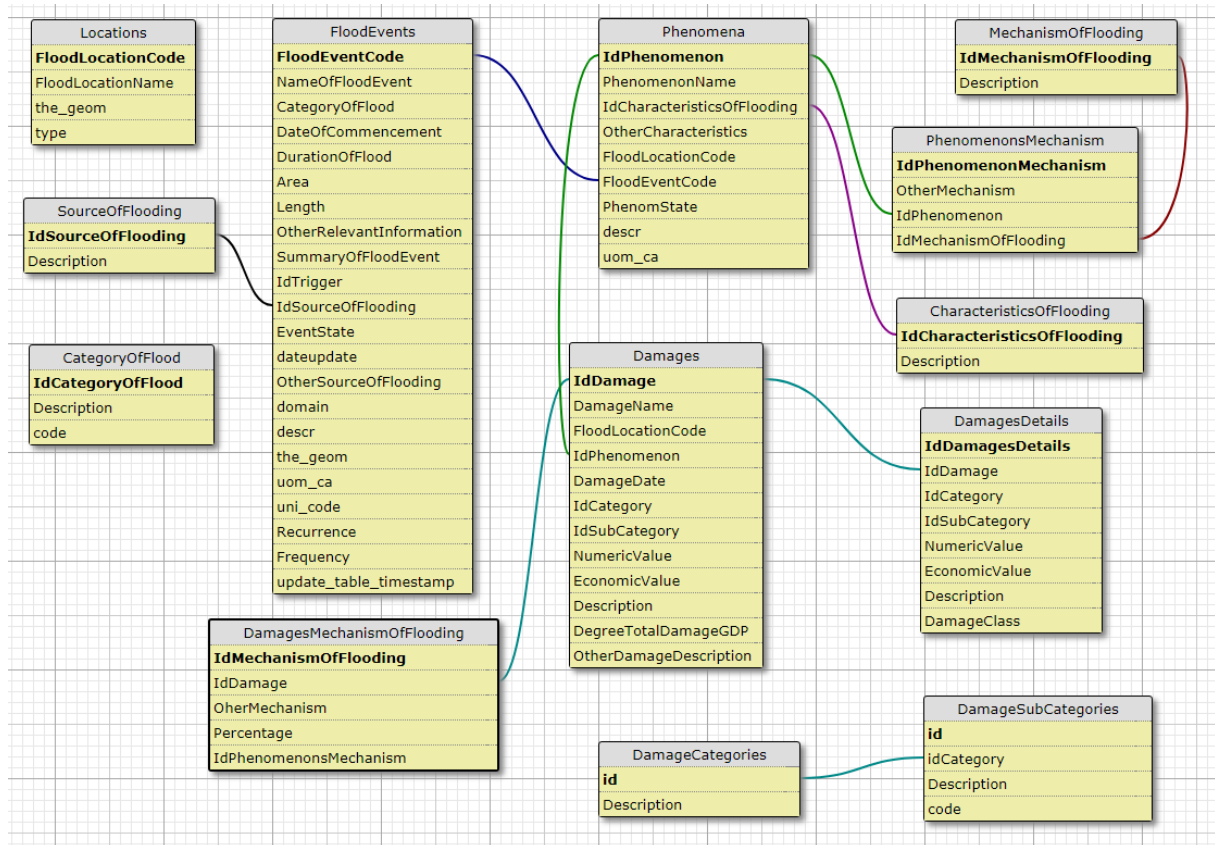 Locations
FloodLocationCode
FloodLocationName
the_geom
type
SourceOfFlooding
IdSourceOfFlooding
Description
CategoryOfFlood
IdCategoryOfFlood
Description
code
FloodEvents
FloodEventCode
NameOfFloodEvent
CategoryOfFlood
DateOfCommencement
DurationOfFlood
Area
Length
OtherRelevantInformation
SummaryOfFloodEvent
IdTrigger
IdSourceOfFlooding
EventState
dateupdate
OtherSourceOfFlooding
domain
descr
the_geom
uom_ca
uni_code
Recurrence
Frequency
update_table_timestamp
DamagesMechanismOfFlooding
IdMechanismOfFlooding
IdDamage
OherMechanism
Percentage
IdPhenomenonsMechanism
Phenomena
IdPhenomenon
PhenomenonName
IdCharacteristicsOfFlooding
OtherCharacteristics
FloodLocationCode
FloodEventCode
PhenomState
descr
uom_ca
Damages
IdDamage
DamageName
FloodLocationCode
IdPhenomenon
DamageDate
IdCategory
IdSubCategory
NumericValue
EconomicValue
Description
DegreeTotalDamageGDP
OtherDamageDescription
DamageCategories
id
Description
MechanismOfFlooding
IdMechanismOfFlooding
Description
PhenomenonsMechanism
IdPhenomenonMechanism
OtherMechanism
IdPhenomenon
IdMechanismOfFlooding
CharacteristicsOfFlooding
IdCharacteristicsOfFlooding
Description
DamagesDetails
IdDamagesDetails
IdDamage
IdCategory
IdSubCategory
NumericValue
EconomicValue
Description
DamageClass
DamageSubCategories
id
idCategory
Description
code